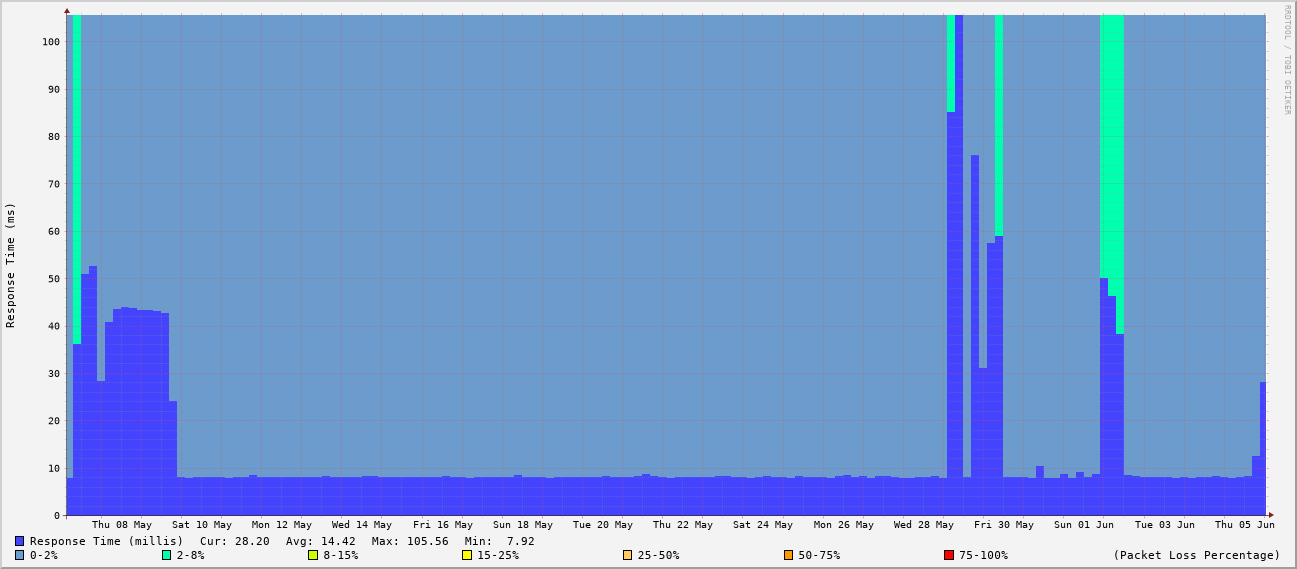 RRDTOOL / TOBI OETIKER
Response Time (ms)
100
90
80
70
60
50
40
30
20
10
0
Thu 08 May Sat 10 May Mon 12 May Wed 14 May Fri 16 May Sun 18 May Tue 20 May Thu 22 May Sat 24 May Mon 26 May Wed 28 May Fri 30 May Sun 01 Jun Tue 03 Jun Thu 05 Jun
Response Time (millis) Cur: 28.20 Avg: 14.42 Max: 105.56 Min: 7.92
0-2% 2-8% 8-15% 15-25% 25-50% 50-75% 75-100% (Packet Loss Percentage)